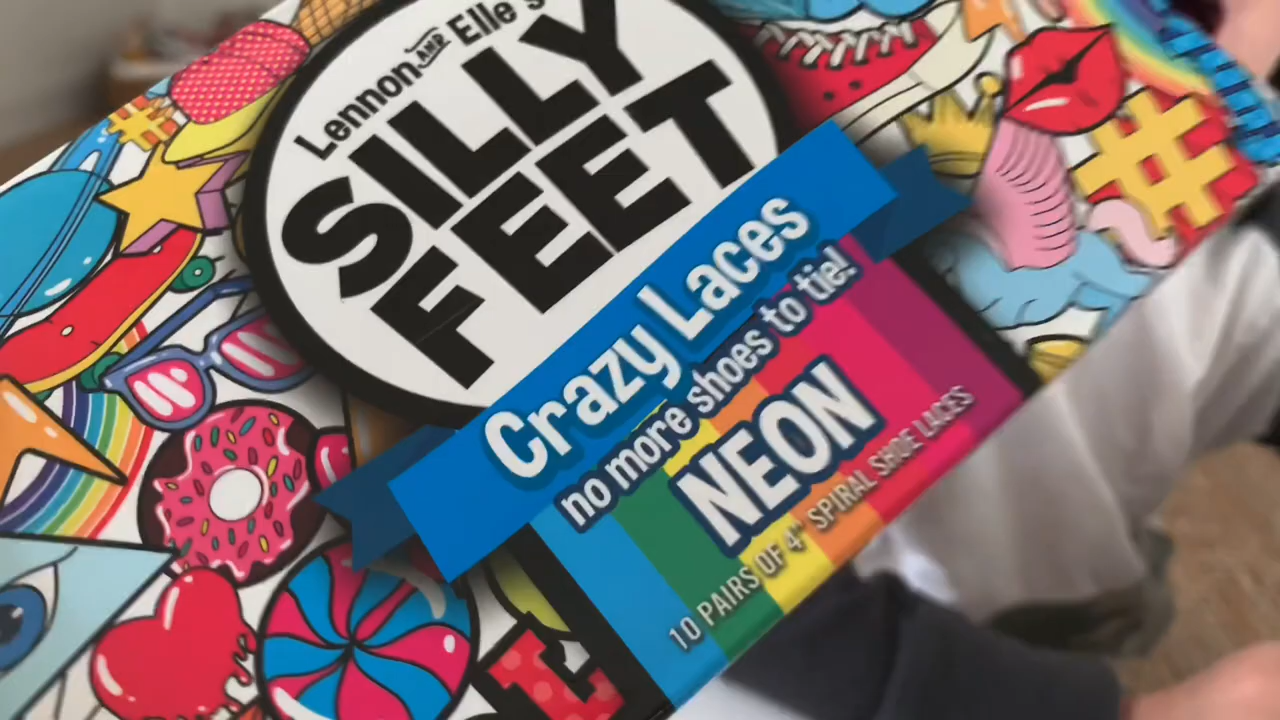 Lennon AND Elle's
SILLY
FEET
Crazy Laces
no more shoes to tie!
NEON
10 PAIRS OF 4" SPIRAL SHOE LACES
#
#